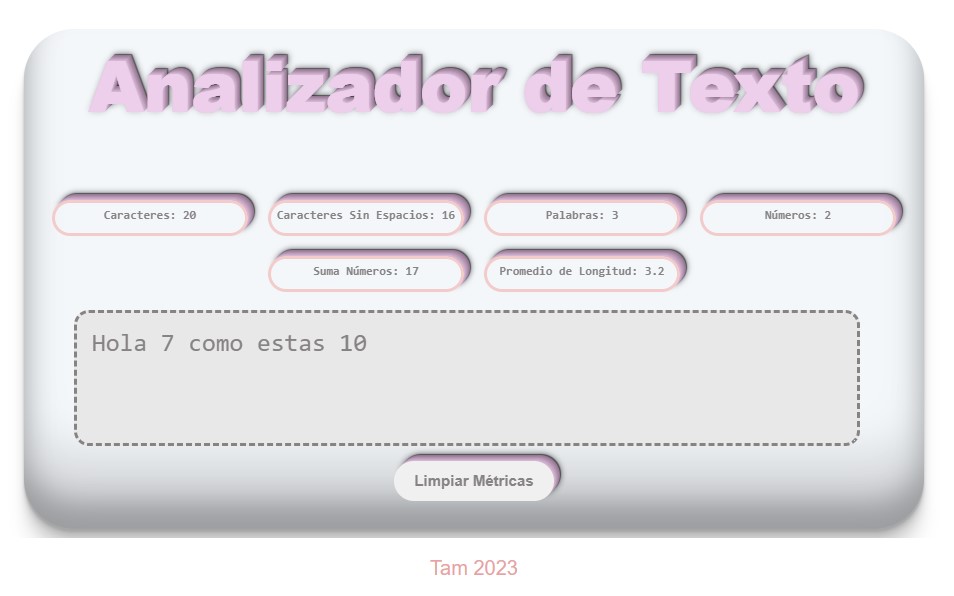 Analizador de Texto
Caracteres: 20
Caracteres Sin Espacios: 16
Palabras: 3
Números: 2
Suma Números: 17
Promedio de Longitud: 3.2
Hola 7 como estas 10
Limpiar Métricas
Tam 2023